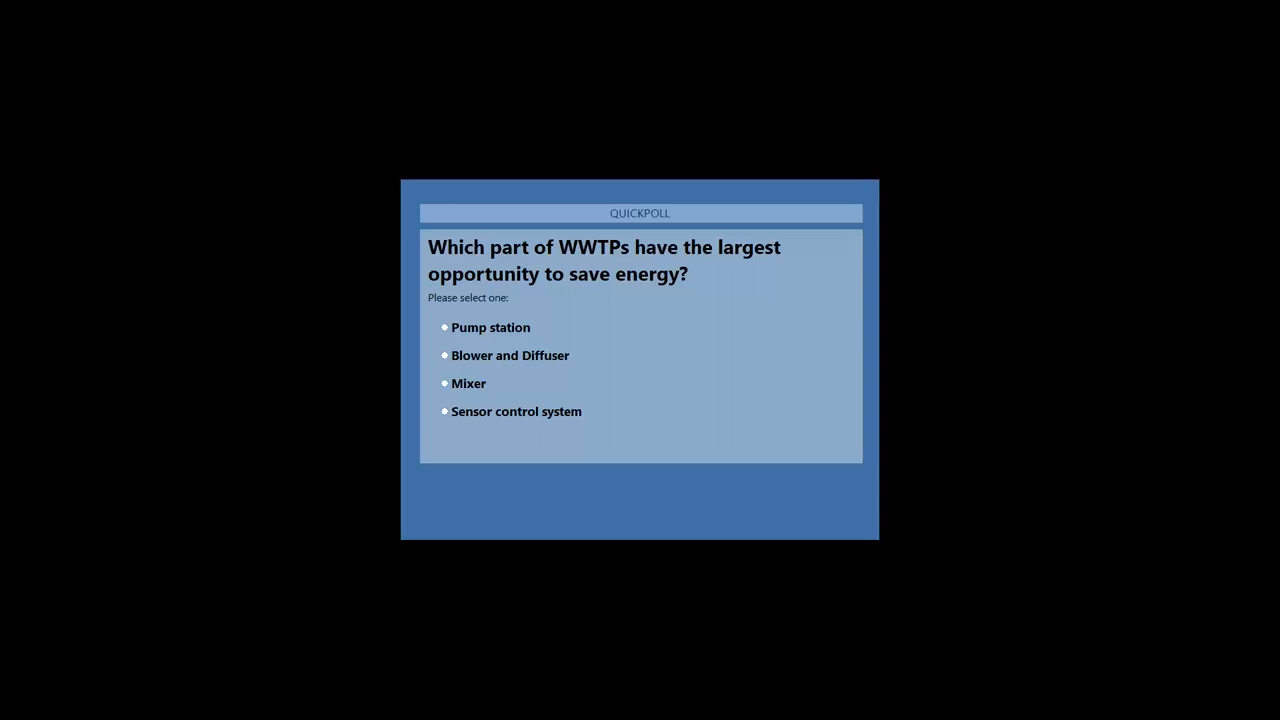 QUICKPOLL
Which part of WWTPs have the largest
opportunity to save energy?
Please select one:
Pump station
Blower and Diffuser
Mixer
Sensor control system